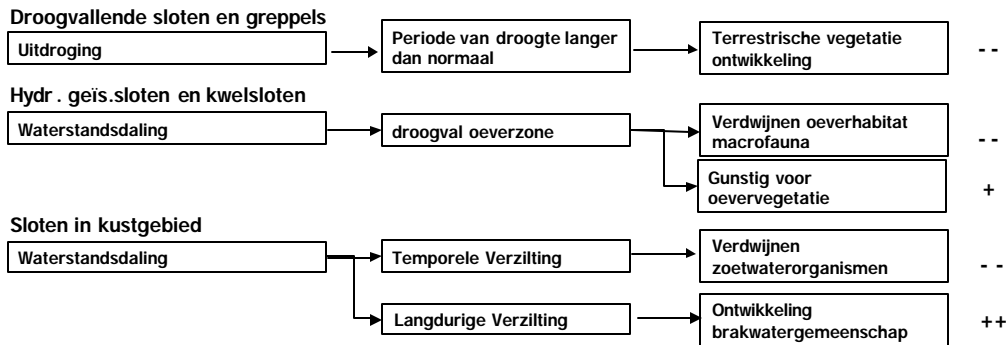 Droogvallende sloten en greppels
Uitdroging
Periode van droogte langer
dan normaal
Terrestrische vegetatie
ontwikkeling
--
Hydr. geïs.sloten en kwelsloten
Waterstandsdaling
droogval oeverzone
Verdwijnen oeverhabitat
macrofauna
--
Gunstig voor
oevervegetatie
+
Sloten in kustgebied
Waterstandsdaling
Temporele Verzilting
Verdwijnen
zoetwaterorganismen
--
Langdurige Verzilting
Ontwikkeling
brakwatergemeenschap
++